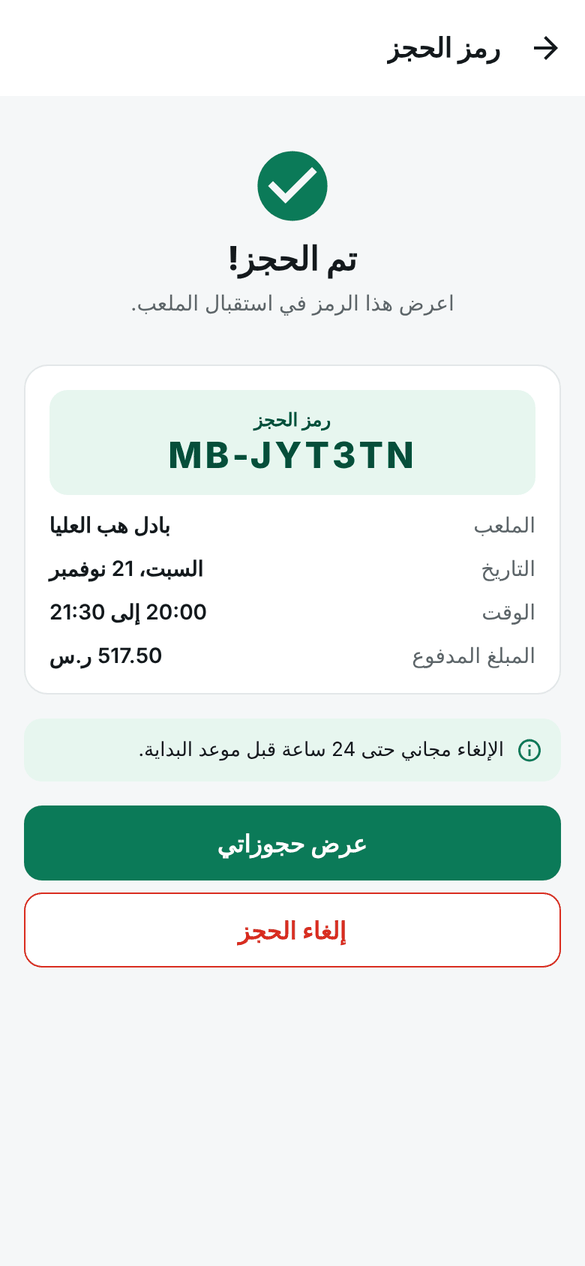 رمز الحجز
تم الحجز!
اعرض هذا الرمز في استقبال الملعب.
رمز الحجز
MB-JYT3TN
الملعب بادل هب العليا
التاريخ السبت، 21 نوفمبر
الوقت 20:00 إلى 21:30
المبلغ المدفوع 517.50 ر.س
الإلغاء مجاني حتى 24 ساعة قبل موعد البداية.
عرض حجوزاتي
إلغاء الحجز